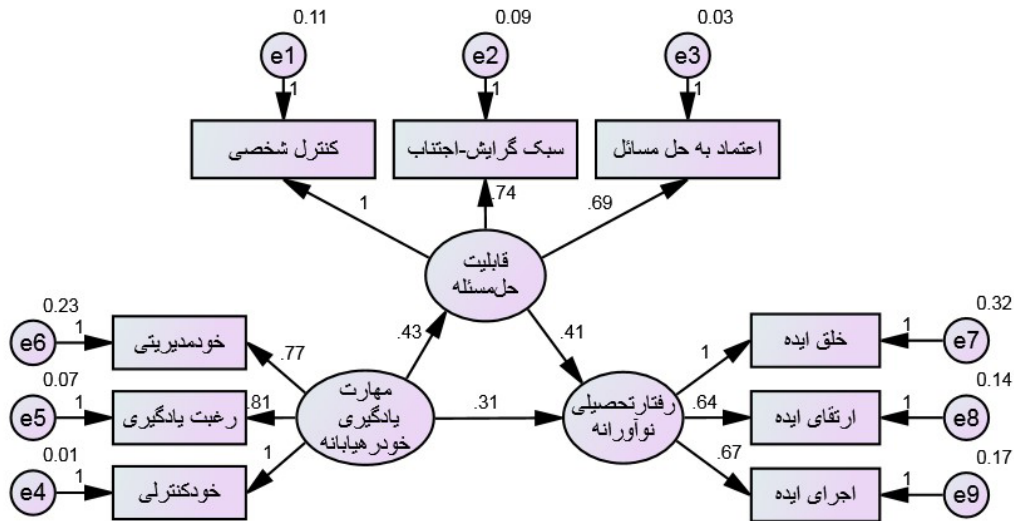 0.11
0.09
0.03
e1
e2
e3
1
1
1
کنترل شخصی
سبک گرایش-اجتناب
اعتماد به حل مسائل
1
.74
.69
قابلیت
حل‌مسئله
.43
.41
0.23
e6
1
خودمدیریتی
.77
0.07
e5
1
رغبت یادگیری
.81
0.01
e4
1
خودکنترلی
1
مهارت
یادگیری
خودرهیابانه
.31
رفتارتحصیلی
نوآورانه
1
خلق ایده
1
e7
0.32
.64
ارتقای ایده
1
e8
0.14
.67
اجرای ایده
1
e9
0.17